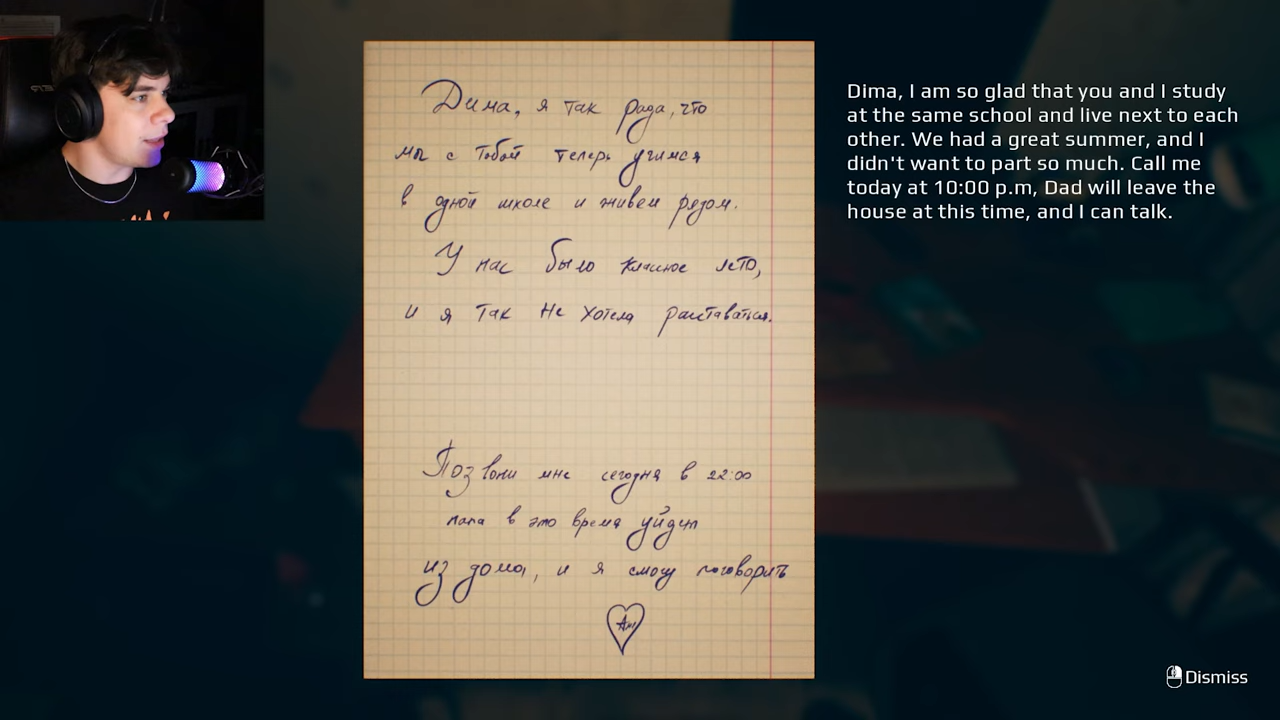 Дима, я так рада, что
мы с тобой теперь учимся
в одной школе и живем рядом.
У нас было классное лето,
и я так не хотела расставаться.
Позвони мне сегодня в 22:00
папа в это время уйдет
из дома, и я смогу поговорить
Dima, I am so glad that you and I study
at the same school and live next to each
other. We had a great summer, and I
didn't want to part so much. Call me
today at 10:00 p.m, Dad will leave the
house at this time, and I can talk.
Dismiss